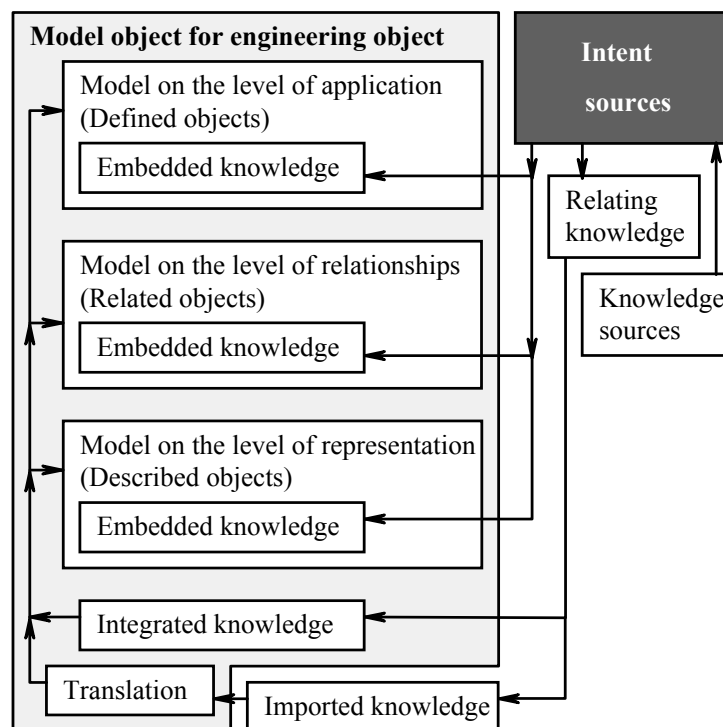 Model object for engineering object
Model on the level of application
(Defined objects)
Embedded knowledge
Model on the level of relationships
(Related objects)
Embedded knowledge
Model on the level of representation
(Described objects)
Embedded knowledge
Integrated knowledge
Translation
Imported knowledge
Intent
sources
Relating
knowledge
Knowledge
sources